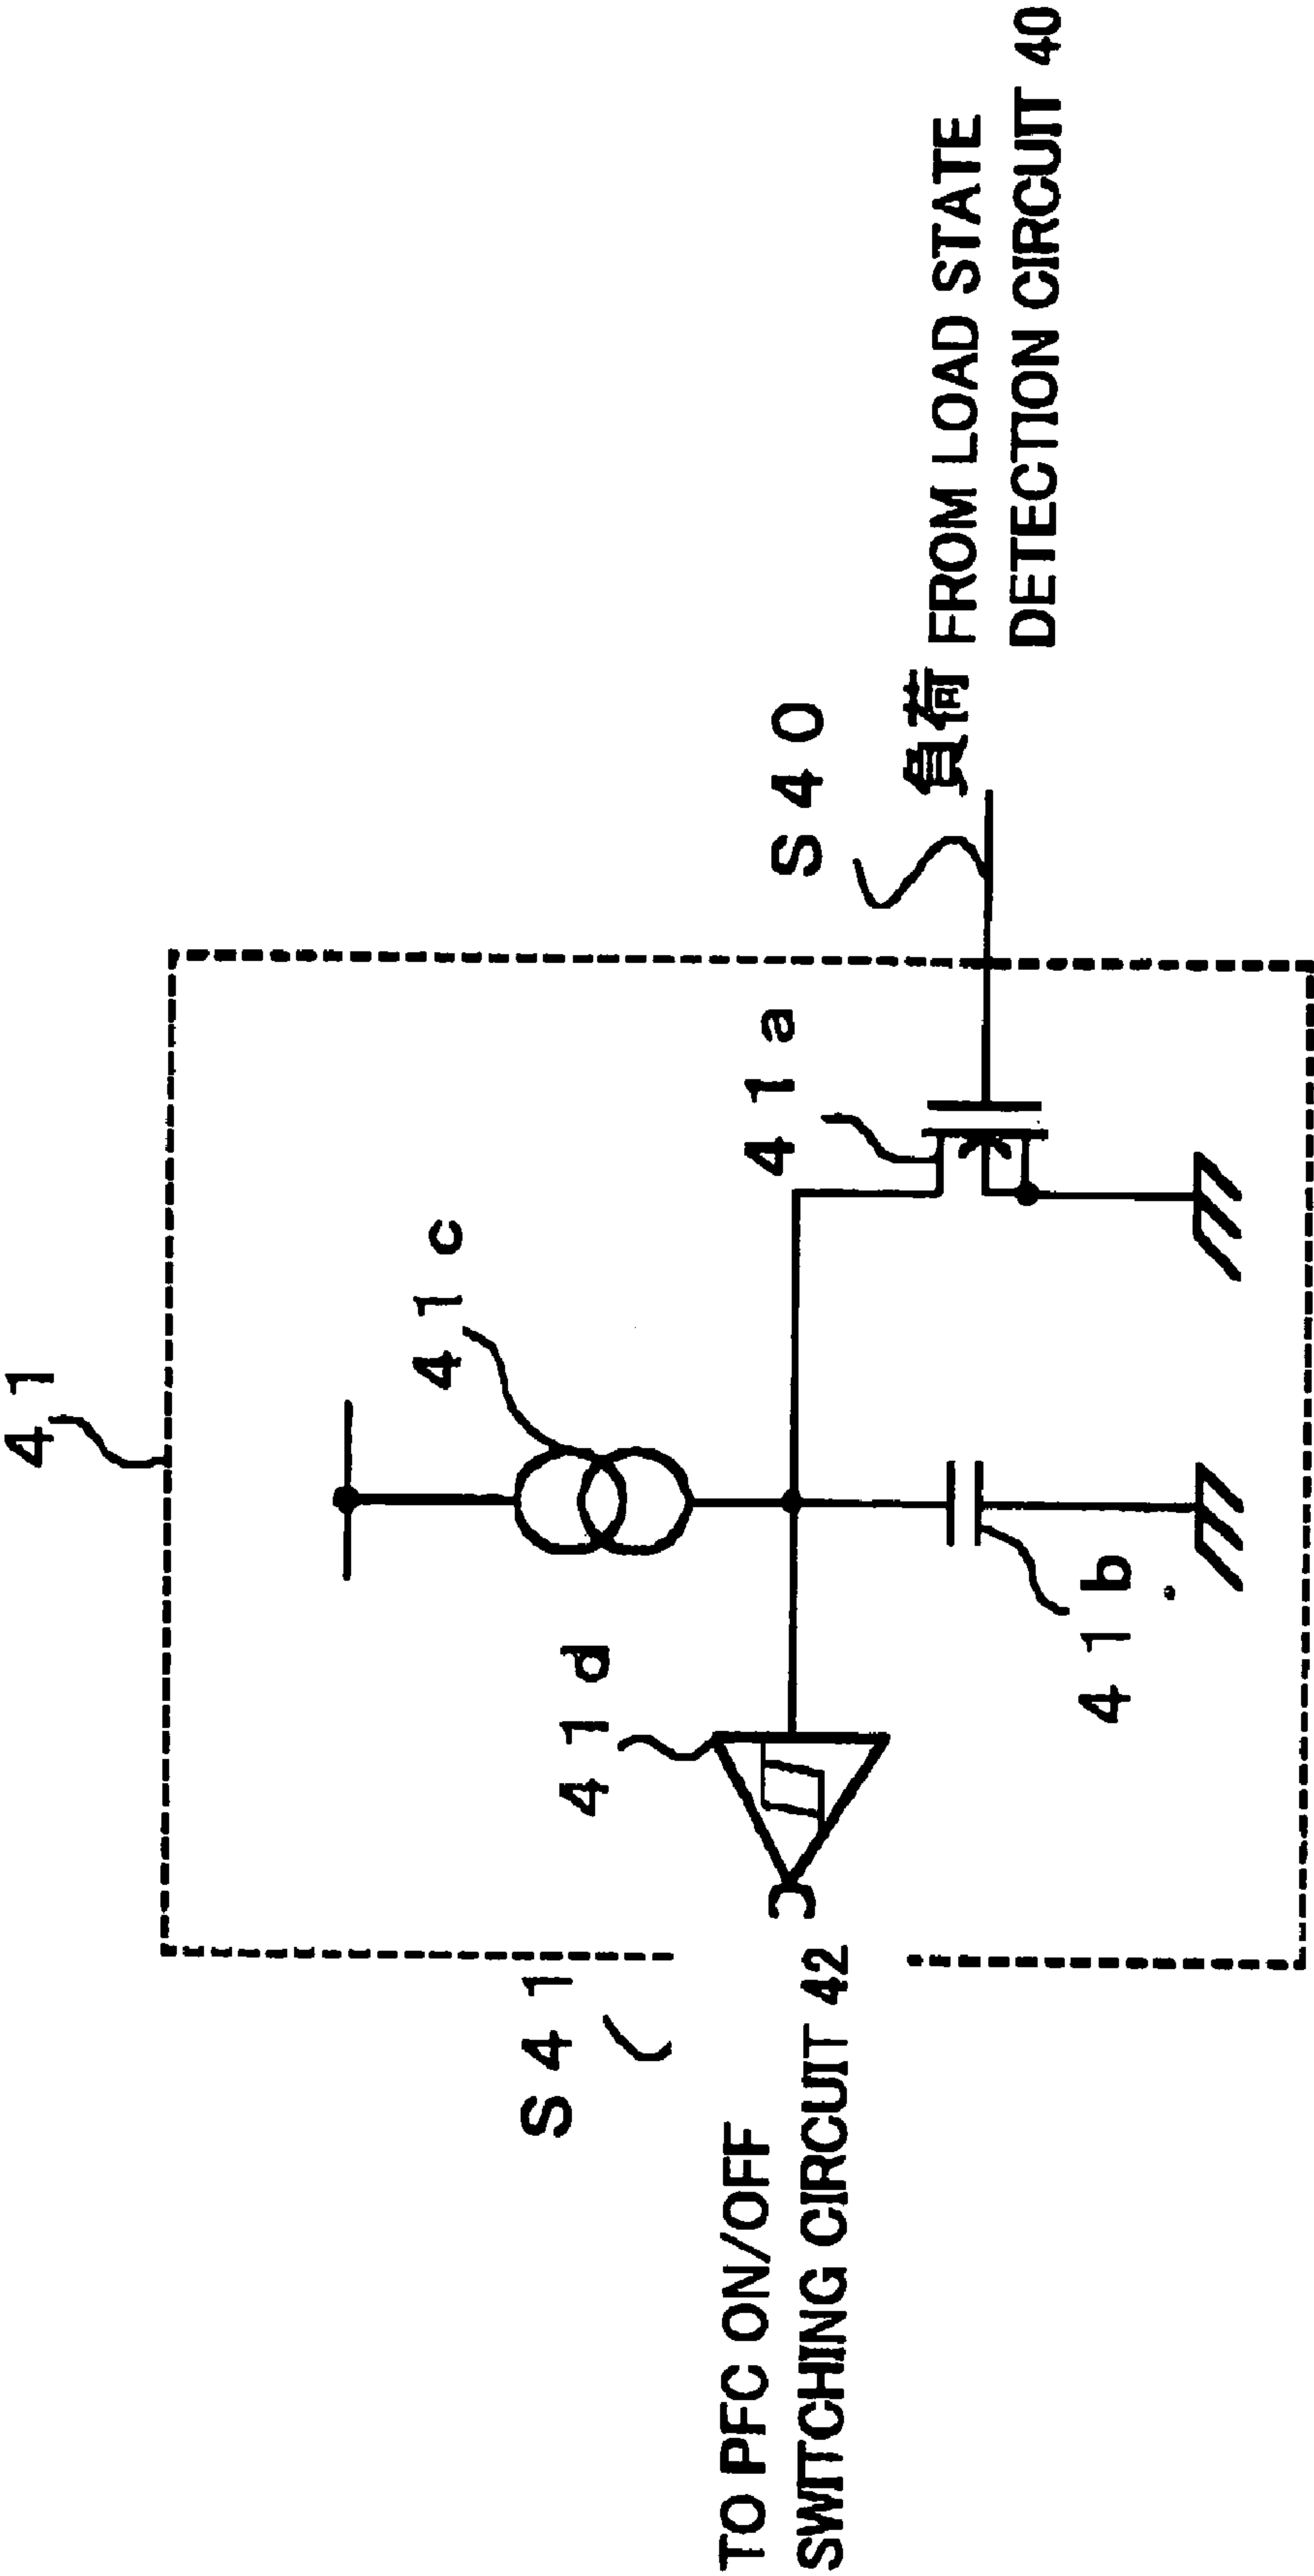 41
41c
41a
S40
負荷 FROM LOAD STATE
DETECTION CIRCUIT 40
41d
41b
S41
TO PFC ON/OFF
SWITCHING CIRCUIT 42